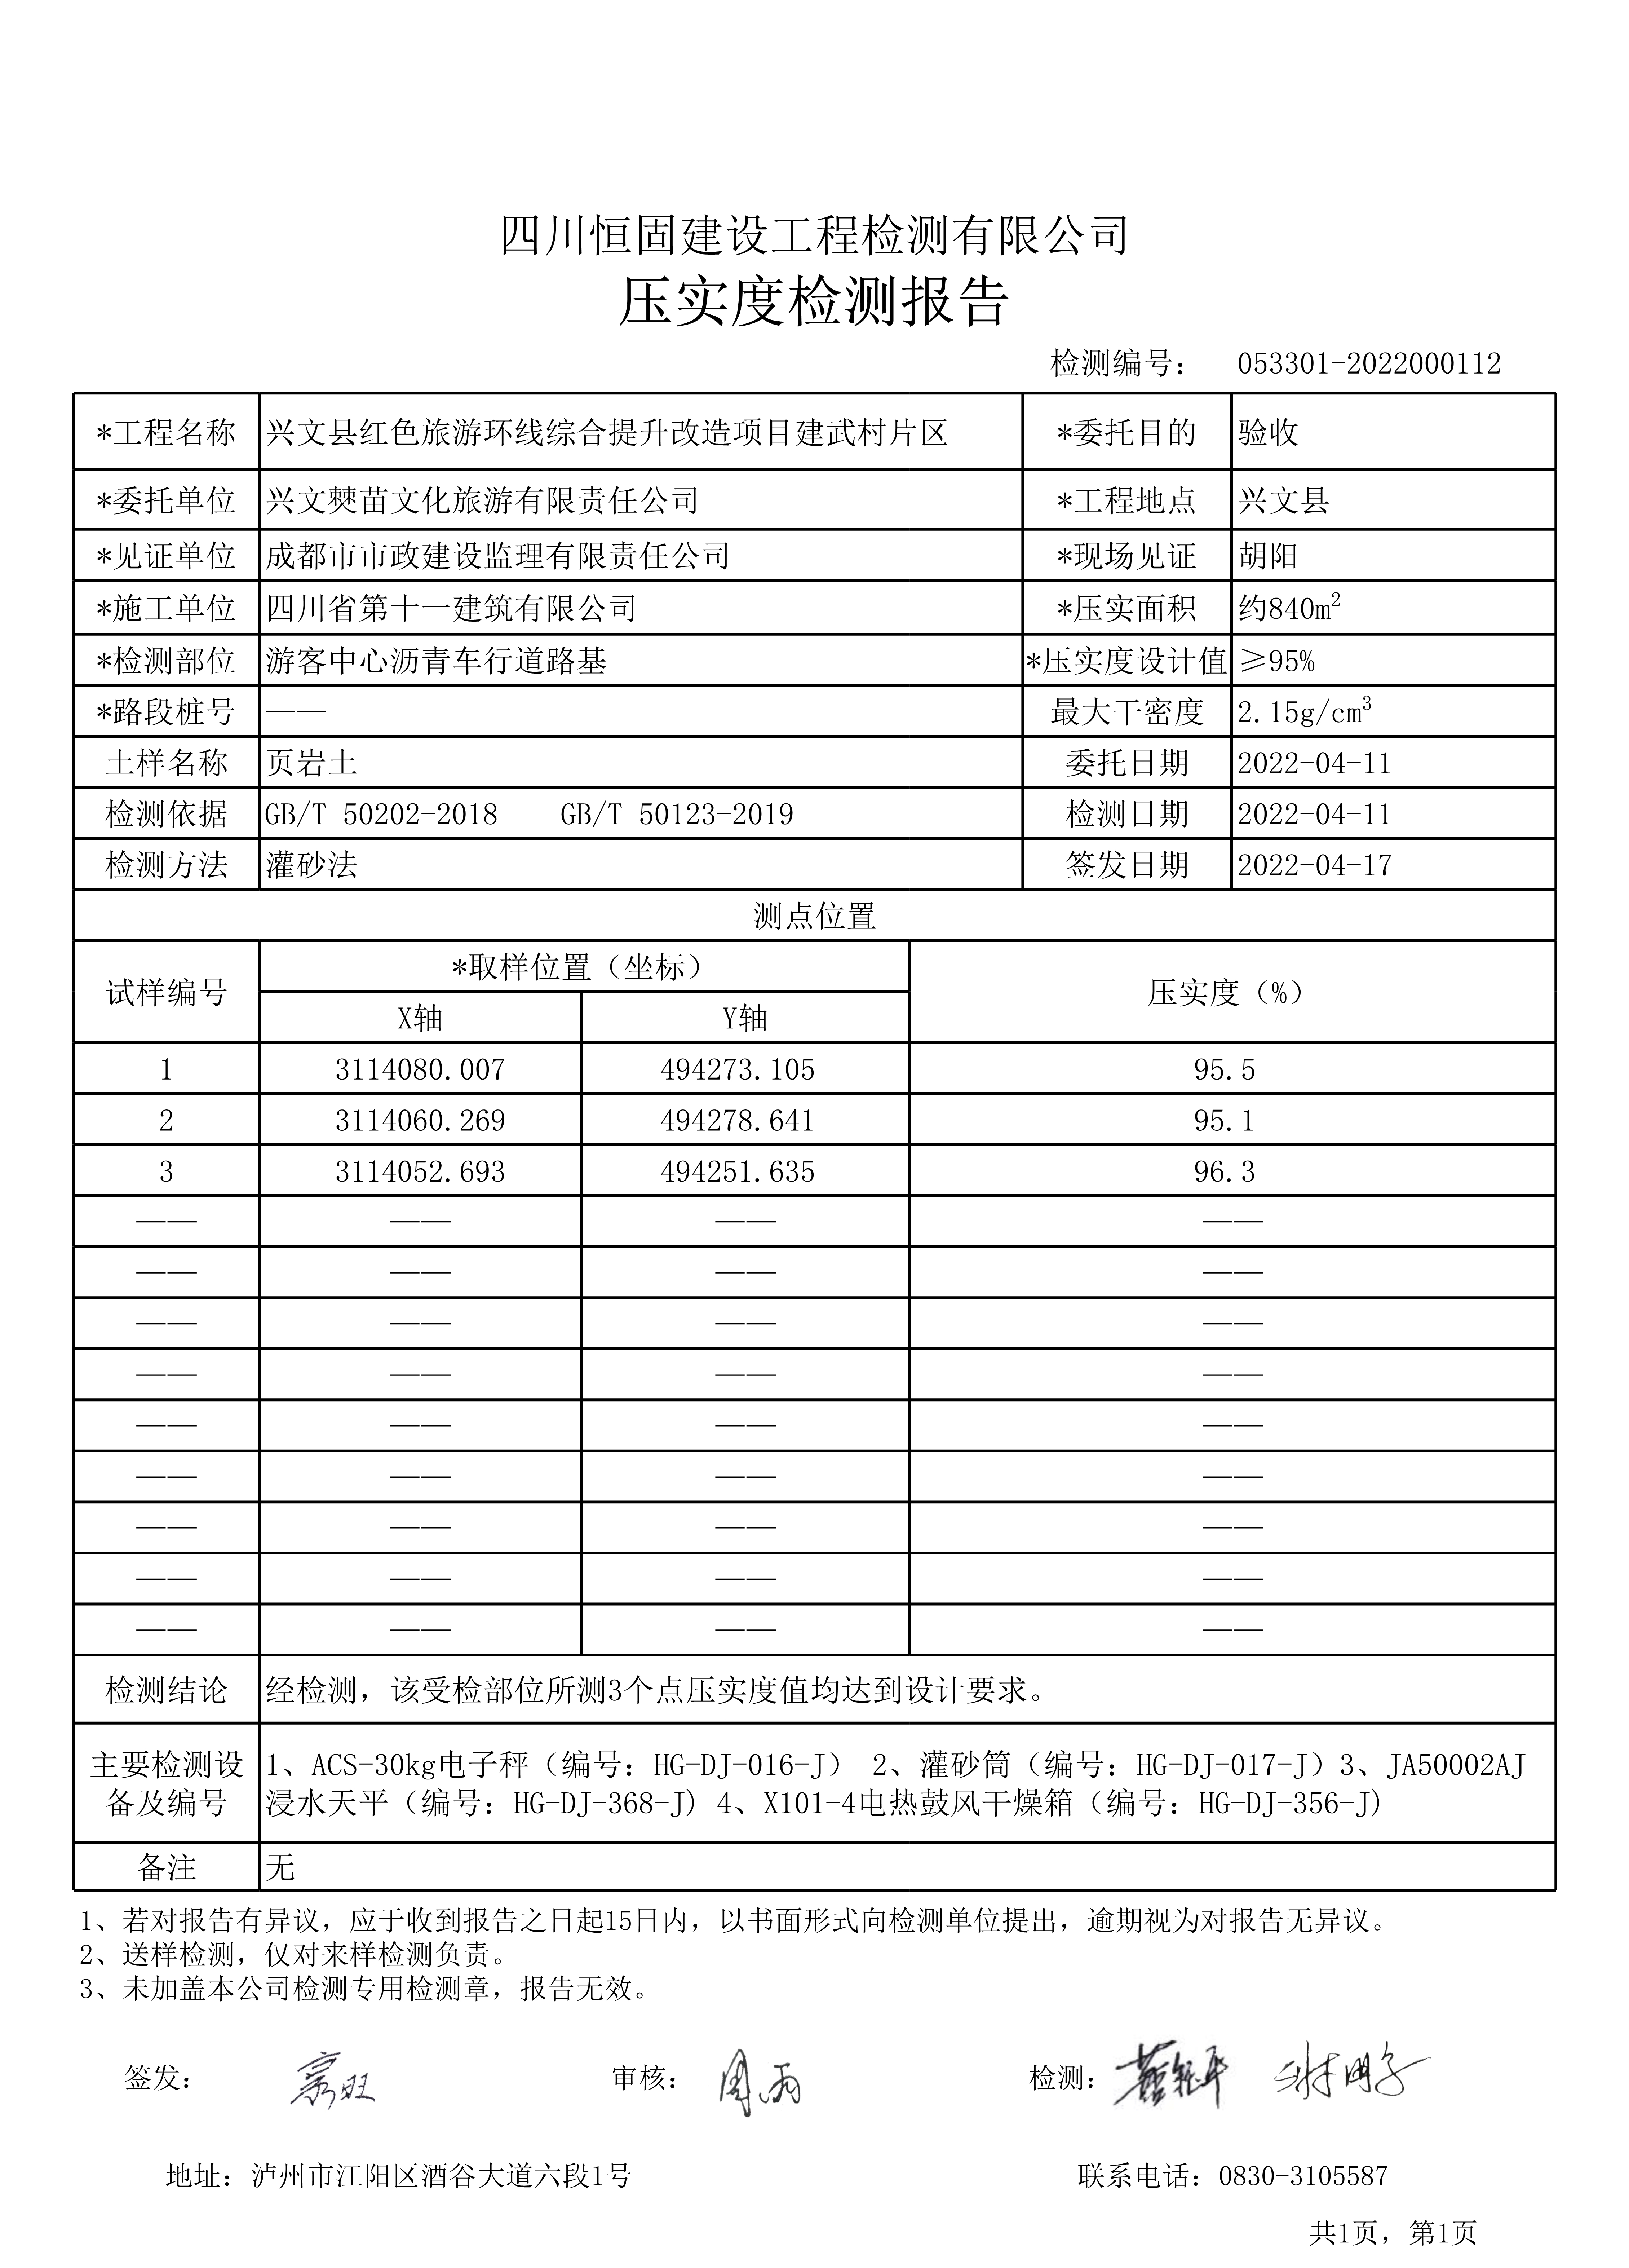 四川恒固建设工程检测有限公司
压实度检测报告
检测编号： 053301-2022000112
*工程名称 兴文县红色旅游环线综合提升改造项目建武村片区 *委托目的 验收
*委托单位 兴文僰苗文化旅游有限责任公司 *工程地点 兴文县
*见证单位 成都市市政建设监理有限责任公司 *现场见证 胡阳
*施工单位 四川省第十一建筑有限公司 *压实面积 约840m²
*检测部位 游客中心沥青车行道路基 *压实度设计值 ≥95%
*路段桩号 —— 最大干密度 2.15g/cm³
土样名称 页岩土 委托日期 2022-04-11
检测依据 GB/T 50202-2018 GB/T 50123-2019 检测日期 2022-04-11
检测方法 灌砂法 签发日期 2022-04-17
测点位置
试样编号 *取样位置（坐标） 压实度（%）
X轴 Y轴
1 3114080.007 494273.105 95.5
2 3114060.269 494278.641 95.1
3 3114052.693 494251.635 96.3
—— —— —— ——
—— —— —— ——
—— —— —— ——
—— —— —— ——
—— —— —— ——
—— —— —— ——
—— —— —— ——
—— —— —— ——
—— —— —— ——
检测结论 经检测，该受检部位所测3个点压实度值均达到设计要求。
主要检测设备及编号 1、ACS-30kg电子秤（编号：HG-DJ-016-J） 2、灌砂筒（编号：HG-DJ-017-J）3、JA50002AJ
浸水天平（编号：HG-DJ-368-J) 4、X101-4电热鼓风干燥箱（编号：HG-DJ-356-J)
备注 无
1、若对报告有异议，应于收到报告之日起15日内，以书面形式向检测单位提出，逾期视为对报告无异议。
2、送样检测，仅对来样检测负责。
3、未加盖本公司检测专用检测章，报告无效。
签发： 审核： 检测：
地址：泸州市江阳区酒谷大道六段1号 联系电话：0830-3105587
共1页，第1页